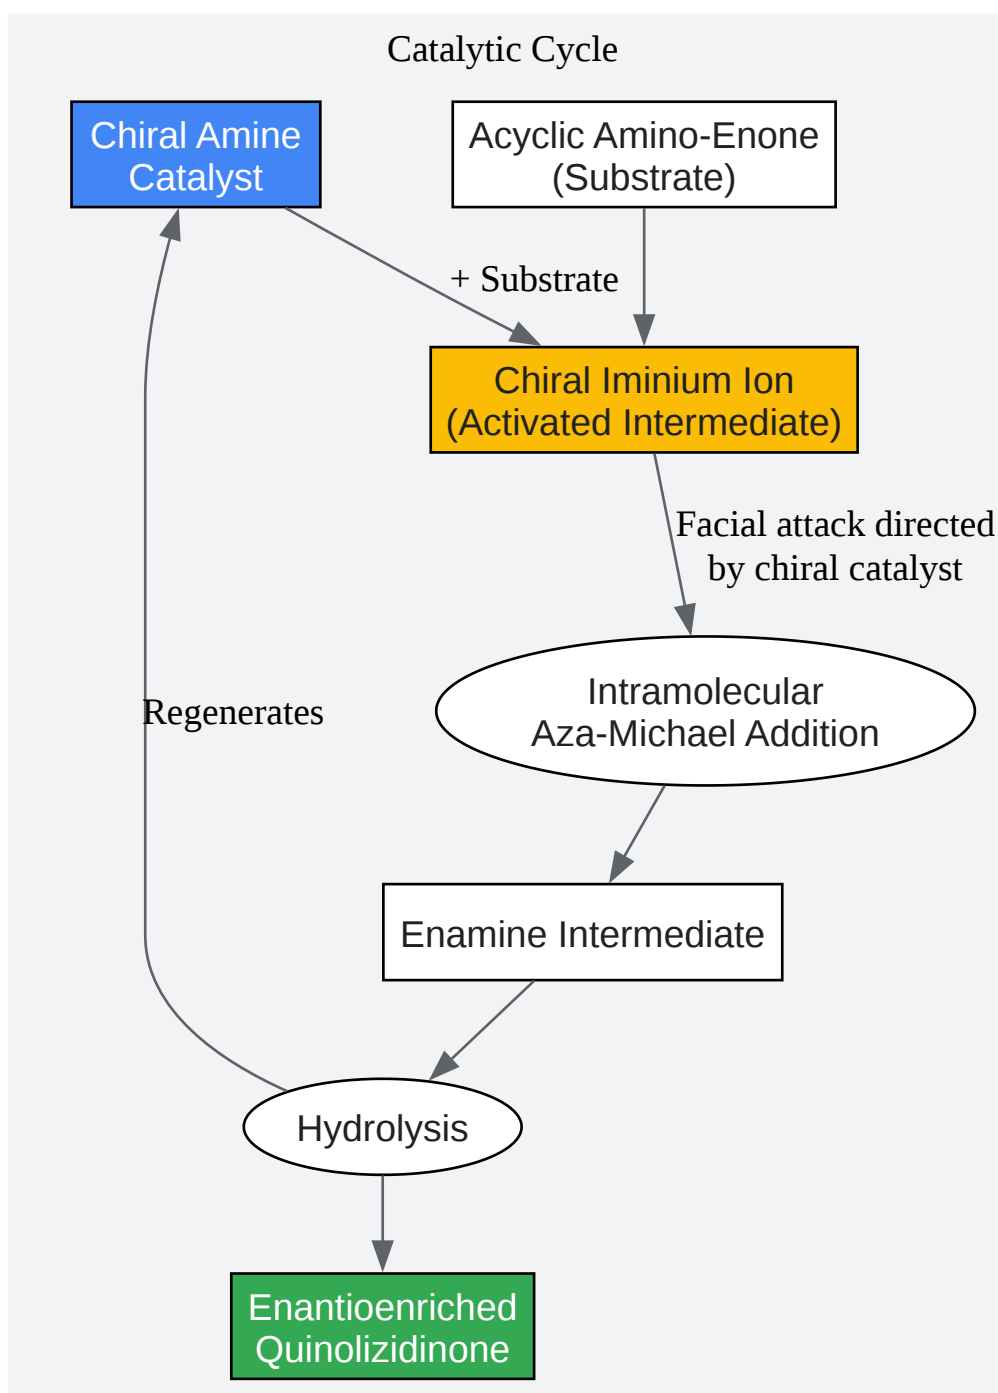 Catalytic Cycle
Chiral Amine
Catalyst
Acyclic Amino-Enone
(Substrate)
+ Substrate
Chiral Iminium Ion
(Activated Intermediate)
Facial attack directed
by chiral catalyst
Intramolecular
Aza-Michael Addition
Regenerates
Enamine Intermediate
Hydrolysis
Enantioenriched
Quinolizidinone